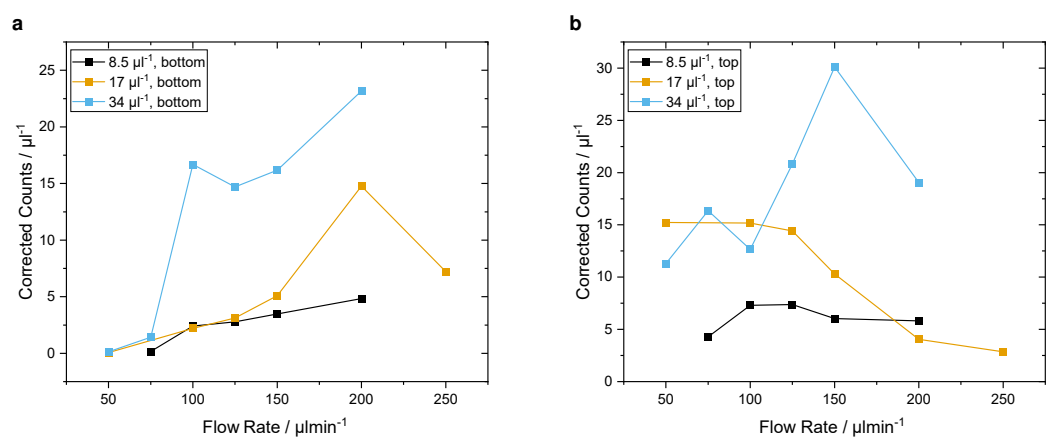 a
8.5 µl⁻¹, bottom
17 µl⁻¹, bottom
34 µl⁻¹, bottom
Corrected Counts / µl⁻¹
25
20
15
10
5
0
50 100 150 200 250
Flow Rate / µlmin⁻¹
b
8.5 µl⁻¹, top
17 µl⁻¹, top
34 µl⁻¹, top
Corrected Counts / µl⁻¹
30
25
20
15
10
5
0
50 100 150 200 250
Flow Rate / µlmin⁻¹